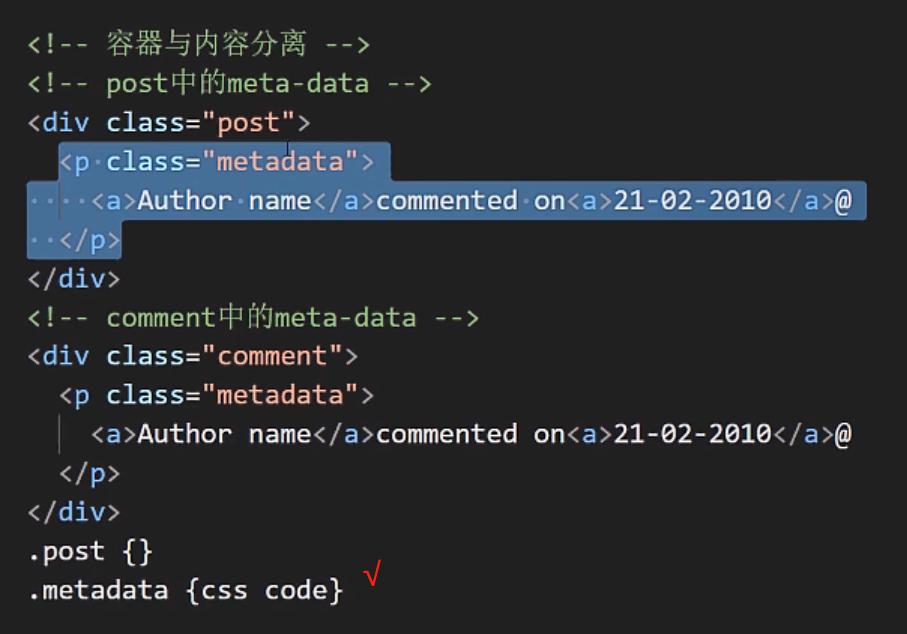 <!-- 容器与内容分离 -->
<!-- post中的meta-data -->
<div class="post">
<p class="metadata">
<a>Author name</a>commented on<a>21-02-2010</a>@
</p>
</div>
<!-- comment中的meta-data -->
<div class="comment">
<p class="metadata">
<a>Author name</a>commented on<a>21-02-2010</a>@
</p>
</div>
.post {}
.metadata {css code} √